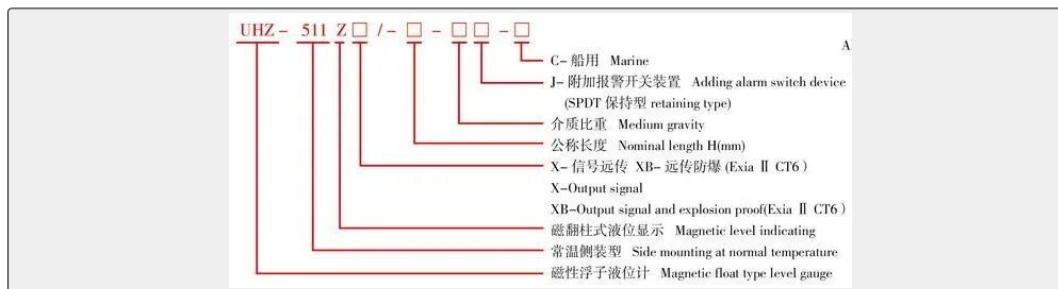 UHZ- 511 Z□ / - □ - □ □ - □
A
C- 船用 Marine
J- 附加报警开关装置 Adding alarm switch device
(SPDT 保持型 retaining type)
介质比重 Medium gravity
公称长度 Nominal length H(mm)
X- 信号远传 XB- 远传防爆 (Exia Ⅱ CT6 )
X-Output signal
XB-Output signal and explosion proof(Exia Ⅱ CT6 )
磁翻柱式液位显示 Magnetic level indicating
常温侧装型 Side mounting at normal temperature
磁性浮子液位计 Magnetic float type level gauge